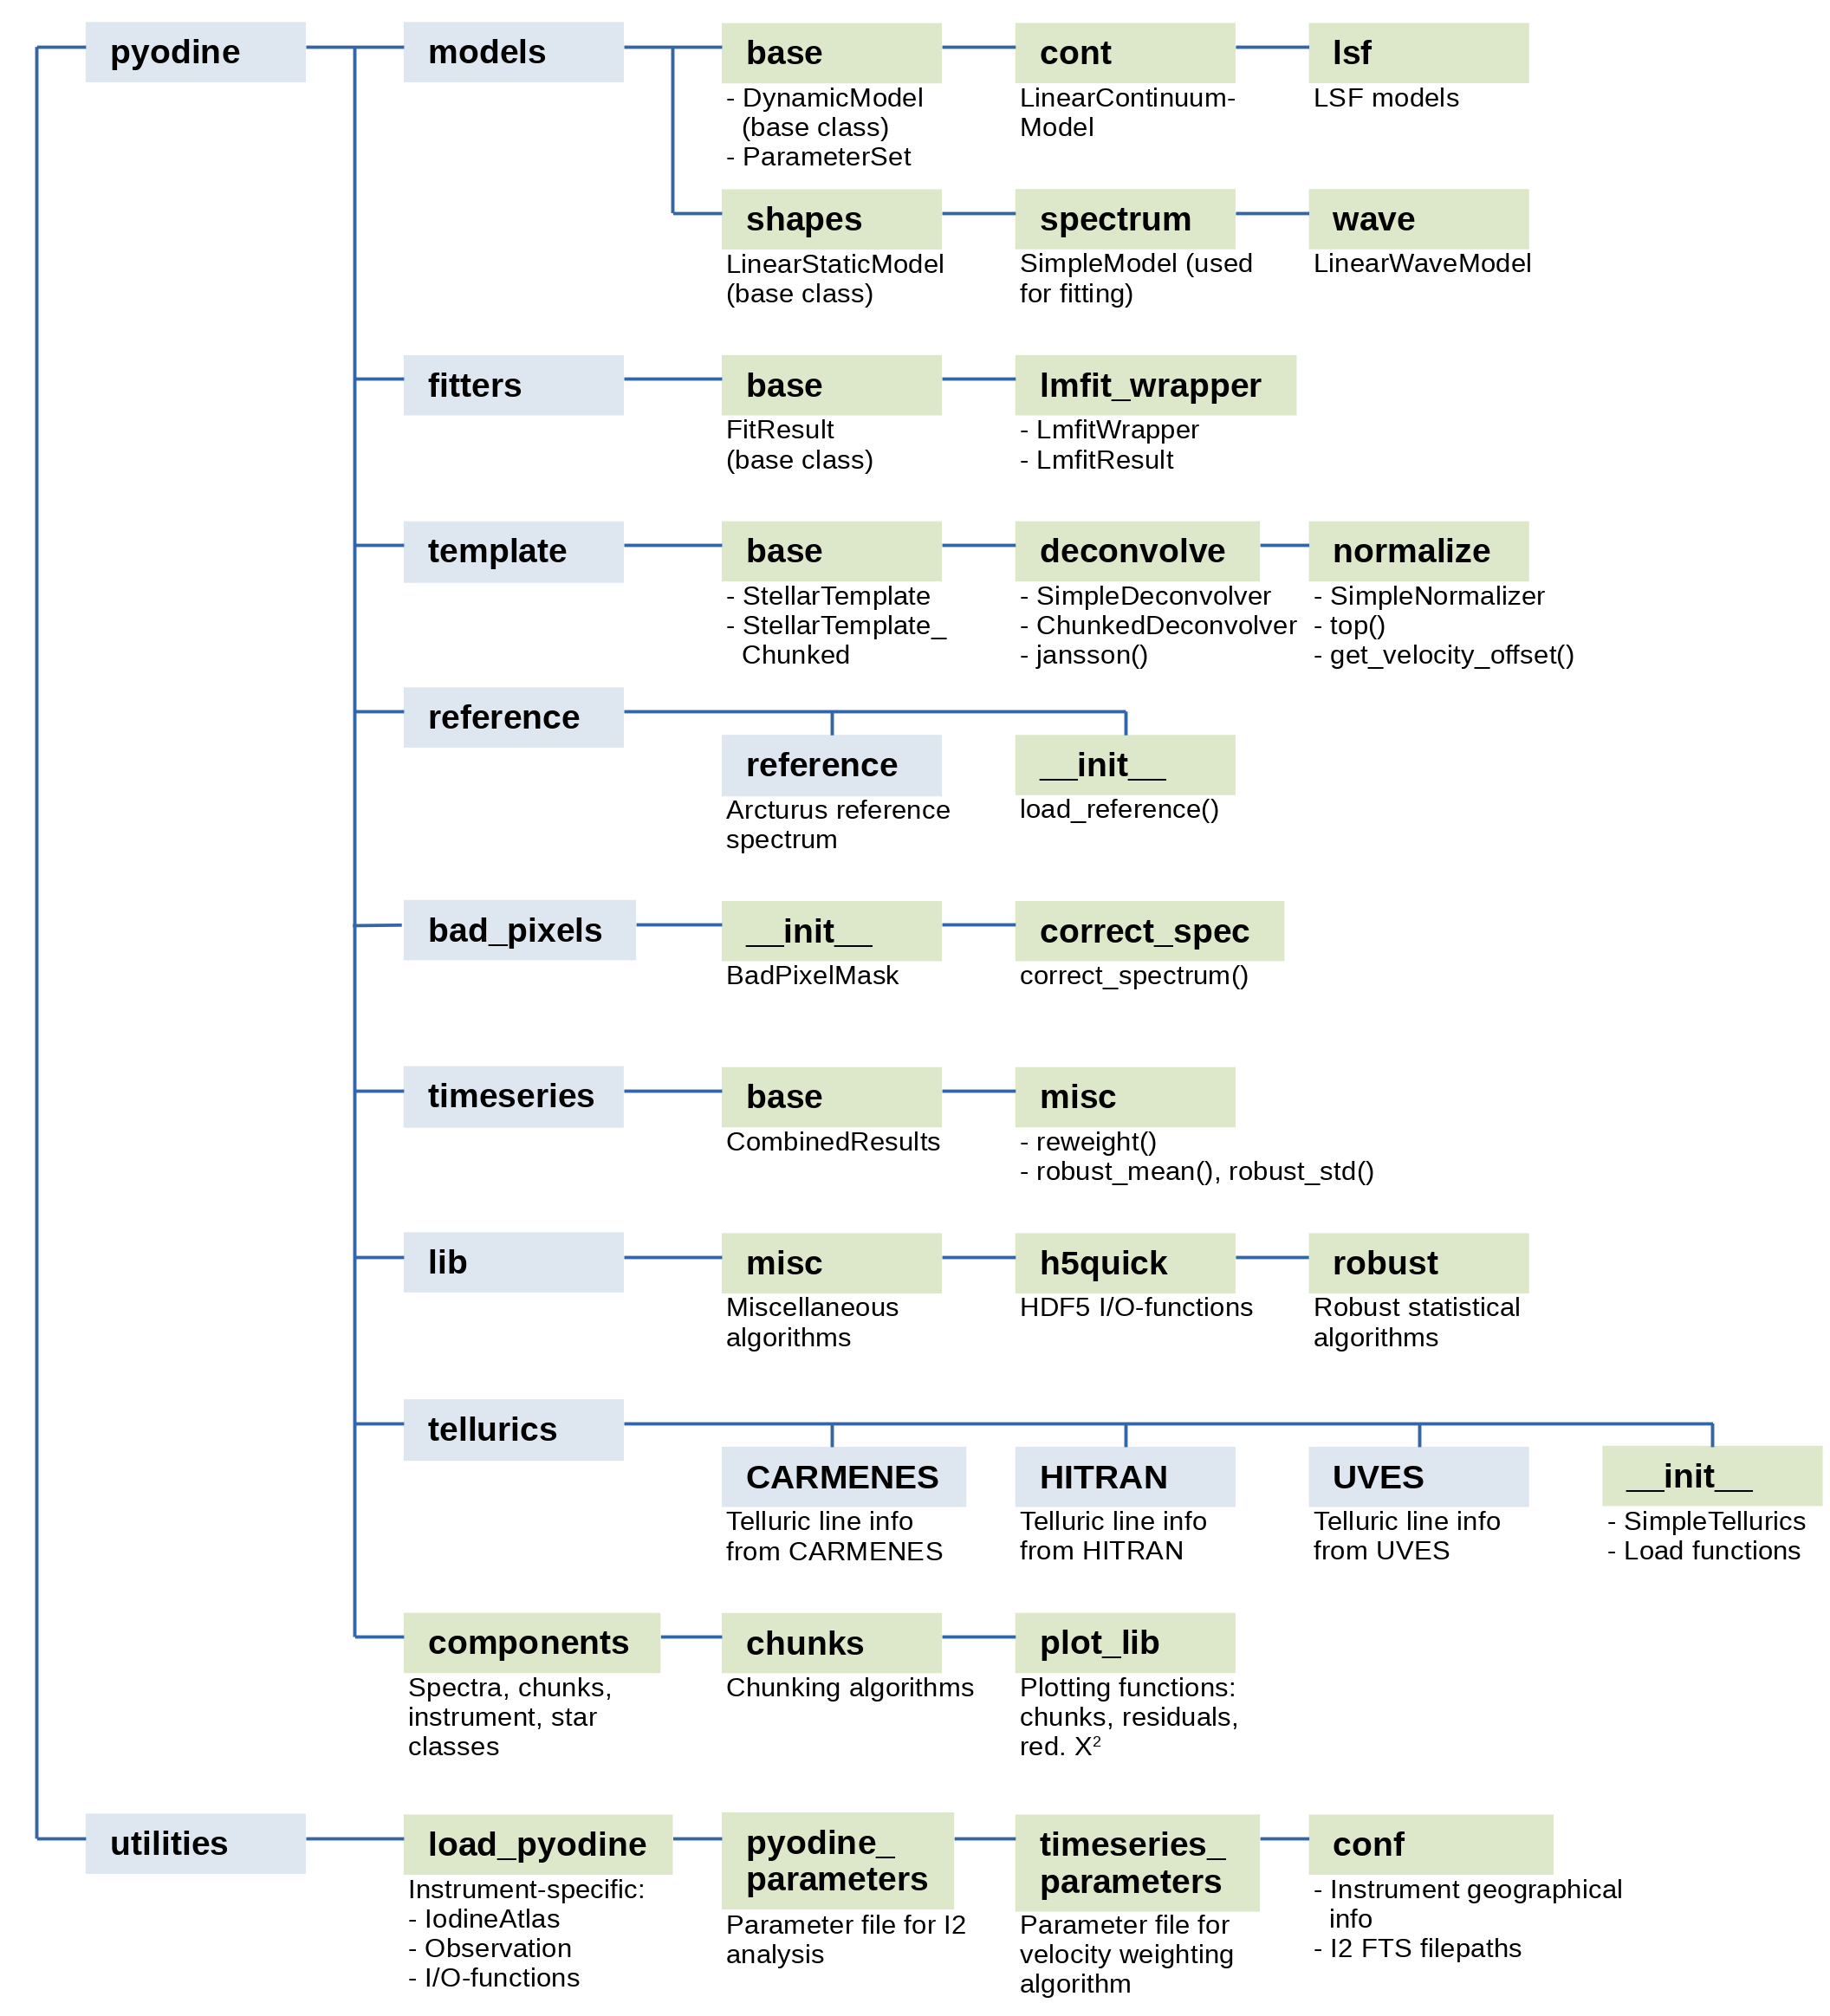 pyodine
models
base
cont
lsf
- DynamicModel
(base class)
- ParameterSet
LinearContinuum-
Model
LSF models
shapes
spectrum
wave
LinearStaticModel
(base class)
SimpleModel (used
for fitting)
LinearWaveModel
fitters
base
lmfit_wrapper
FitResult
(base class)
- LmfitWrapper
- LmfitResult
template
base
deconvolve
normalize
- StellarTemplate
- StellarTemplate_
Chunked
- SimpleDeconvolver
- ChunkedDeconvolver
- jansson()
- SimpleNormalizer
- top()
- get_velocity_offset()
reference
reference
__init__
Arcturus reference
spectrum
load_reference()
bad_pixels
__init__
correct_spec
BadPixelMask
correct_spectrum()
timeseries
base
misc
CombinedResults
- reweight()
- robust_mean(), robust_std()
lib
misc
h5quick
robust
Miscellaneous
algorithms
HDF5 I/O-functions
Robust statistical
algorithms
tellurics
CARMENES
HITRAN
UVES
__init__
Telluric line info
from CARMENES
Telluric line info
from HITRAN
Telluric line info
from UVES
- SimpleTellurics
- Load functions
components
chunks
plot_lib
Spectra, chunks,
instrument, star
classes
Chunking algorithms
Plotting functions:
chunks, residuals,
red. X²
utilities
load_pyodine
pyodine_
parameters
timeseries_
parameters
conf
Instrument-specific:
- IodineAtlas
- Observation
- I/O-functions
Parameter file for I2
analysis
Parameter file for
velocity weighting
algorithm
- Instrument geographical
info
- I2 FTS filepaths